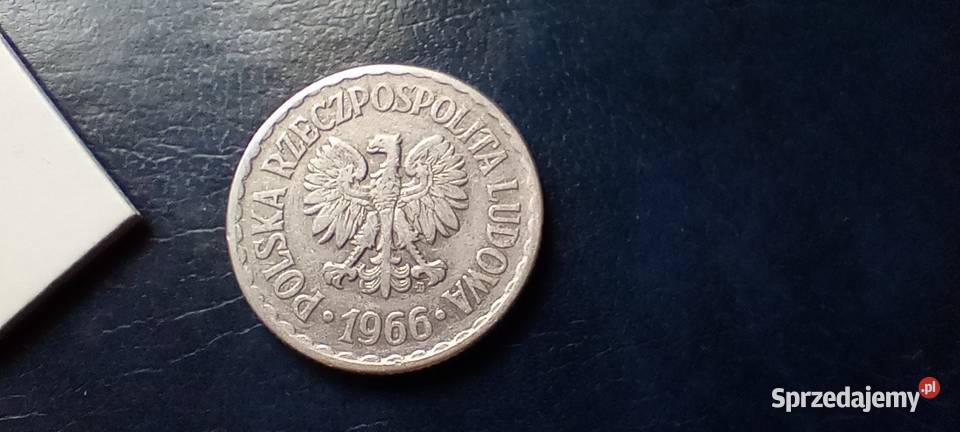 POLSKA RZECZPOSPOLITA LUDOWA
• 1966 •
Sprzedajemy.pl